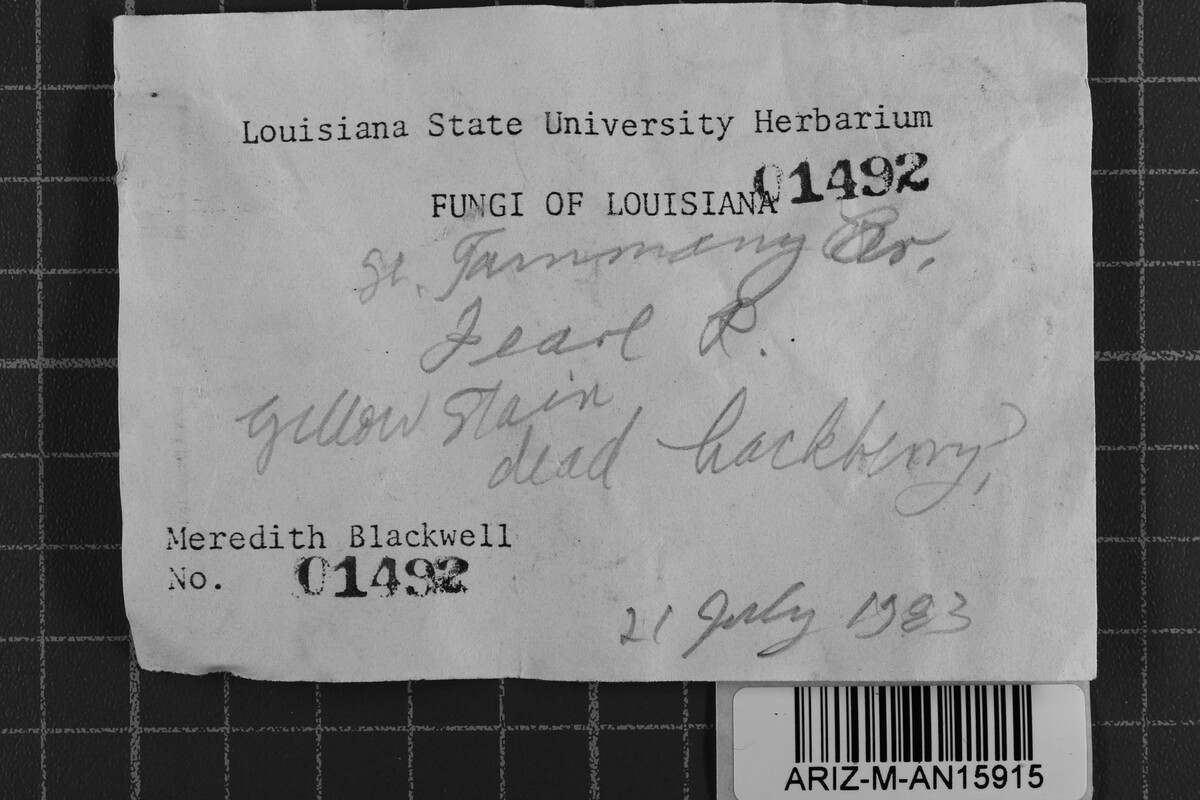 Louisiana State University Herbarium
FUNGI OF LOUISIANA 01492
St. Tammany Par.
Pearl R.
yellow stain
dead hackberry?
Meredith Blackwell
No. 01492
21 July 1983
ARIZ-M-AN15915